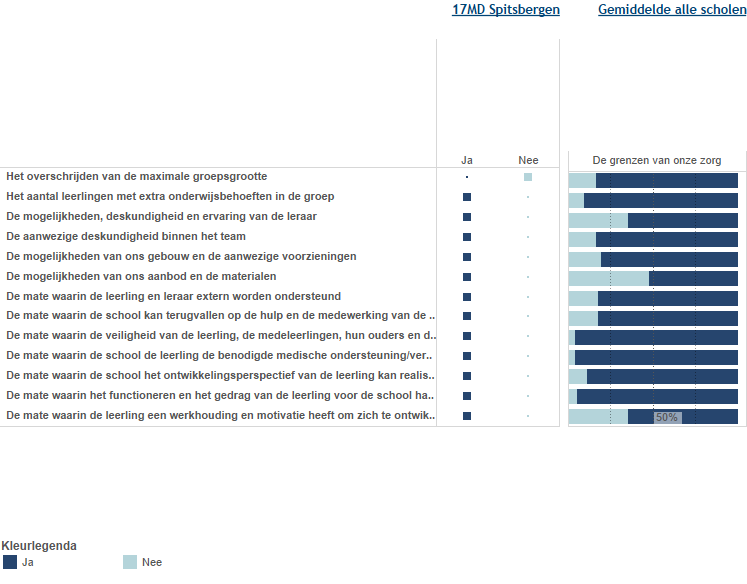 17MD Spitsbergen Gemiddelde alle scholen
Ja Nee De grenzen van onze zorg
Het overschrijden van de maximale groepsgrootte
Het aantal leerlingen met extra onderwijsbehoeften in de groep
De mogelijkheden, deskundigheid en ervaring van de leraar
De aanwezige deskundigheid binnen het team
De mogelijkheden van ons gebouw en de aanwezige voorzieningen
De mogelijkheden van ons aanbod en de materialen
De mate waarin de leerling en leraar extern worden ondersteund
De mate waarin de school kan terugvallen op de hulp en de medewerking van de ..
De mate waarin de veiligheid van de leerling, de medeleerlingen, hun ouders en d..
De mate waarin de school de leerling de benodigde medische ondersteuning/ver..
De mate waarin de school het ontwikkelingsperspectief van de leerling kan realis..
De mate waarin het functioneren en het gedrag van de leerling voor de school ha..
De mate waarin de leerling een werkhouding en motivatie heeft om zich te ontwik..
50%
Kleurlegenda
Ja Nee